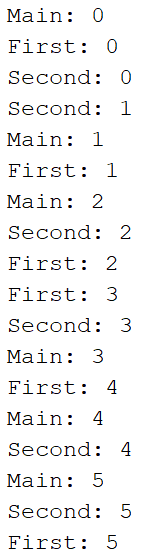 Main: 0
First: 0
Second: 0
Second: 1
Main: 1
First: 1
Main: 2
Second: 2
First: 2
First: 3
Second: 3
Main: 3
First: 4
Main: 4
Second: 4
Main: 5
Second: 5
First: 5